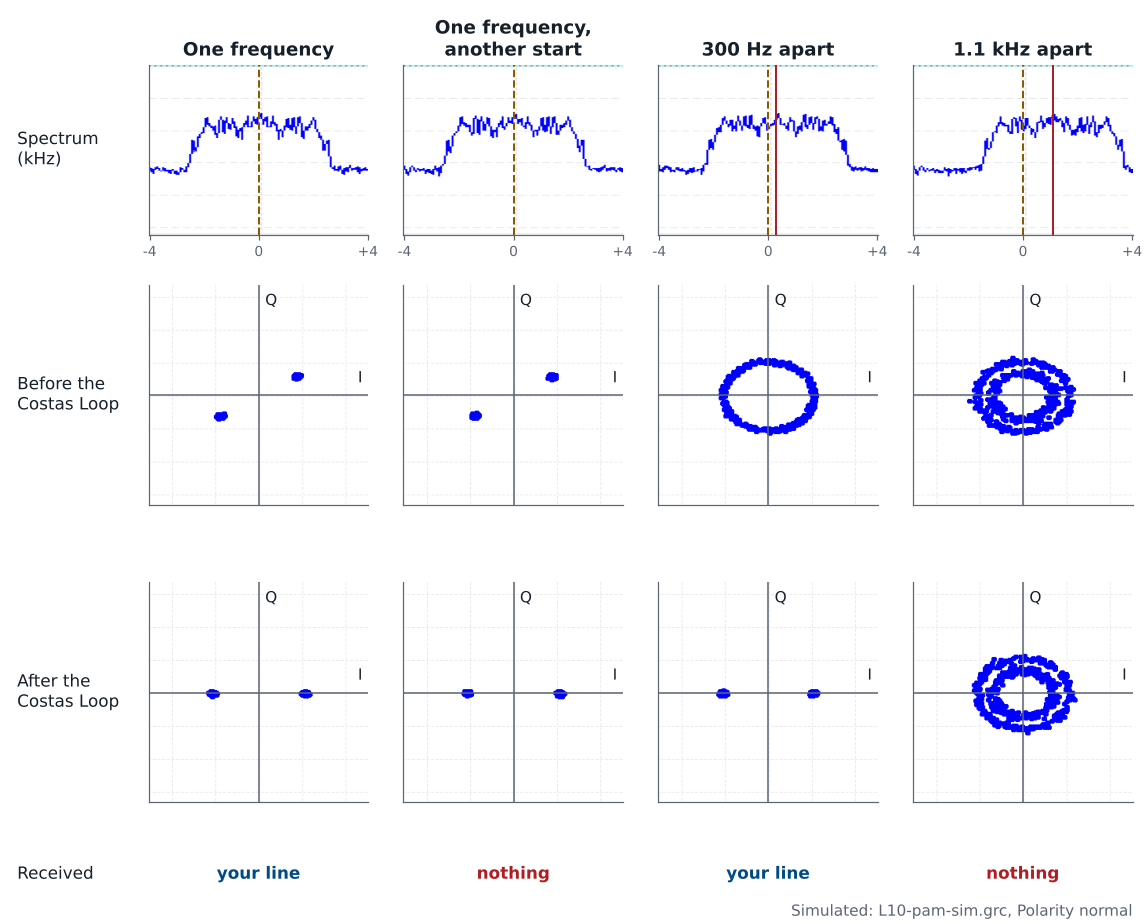 One frequency
One frequency,
another start
300 Hz apart
1.1 kHz apart
Spectrum
(kHz)
-4 0 +4
-4 0 +4
-4 0 +4
-4 0 +4
Before the
Costas Loop
Q I
Q I
Q I
Q I
After the
Costas Loop
Q I
Q I
Q I
Q I
Received
your line
nothing
your line
nothing
Simulated: L10-pam-sim.grc, Polarity normal